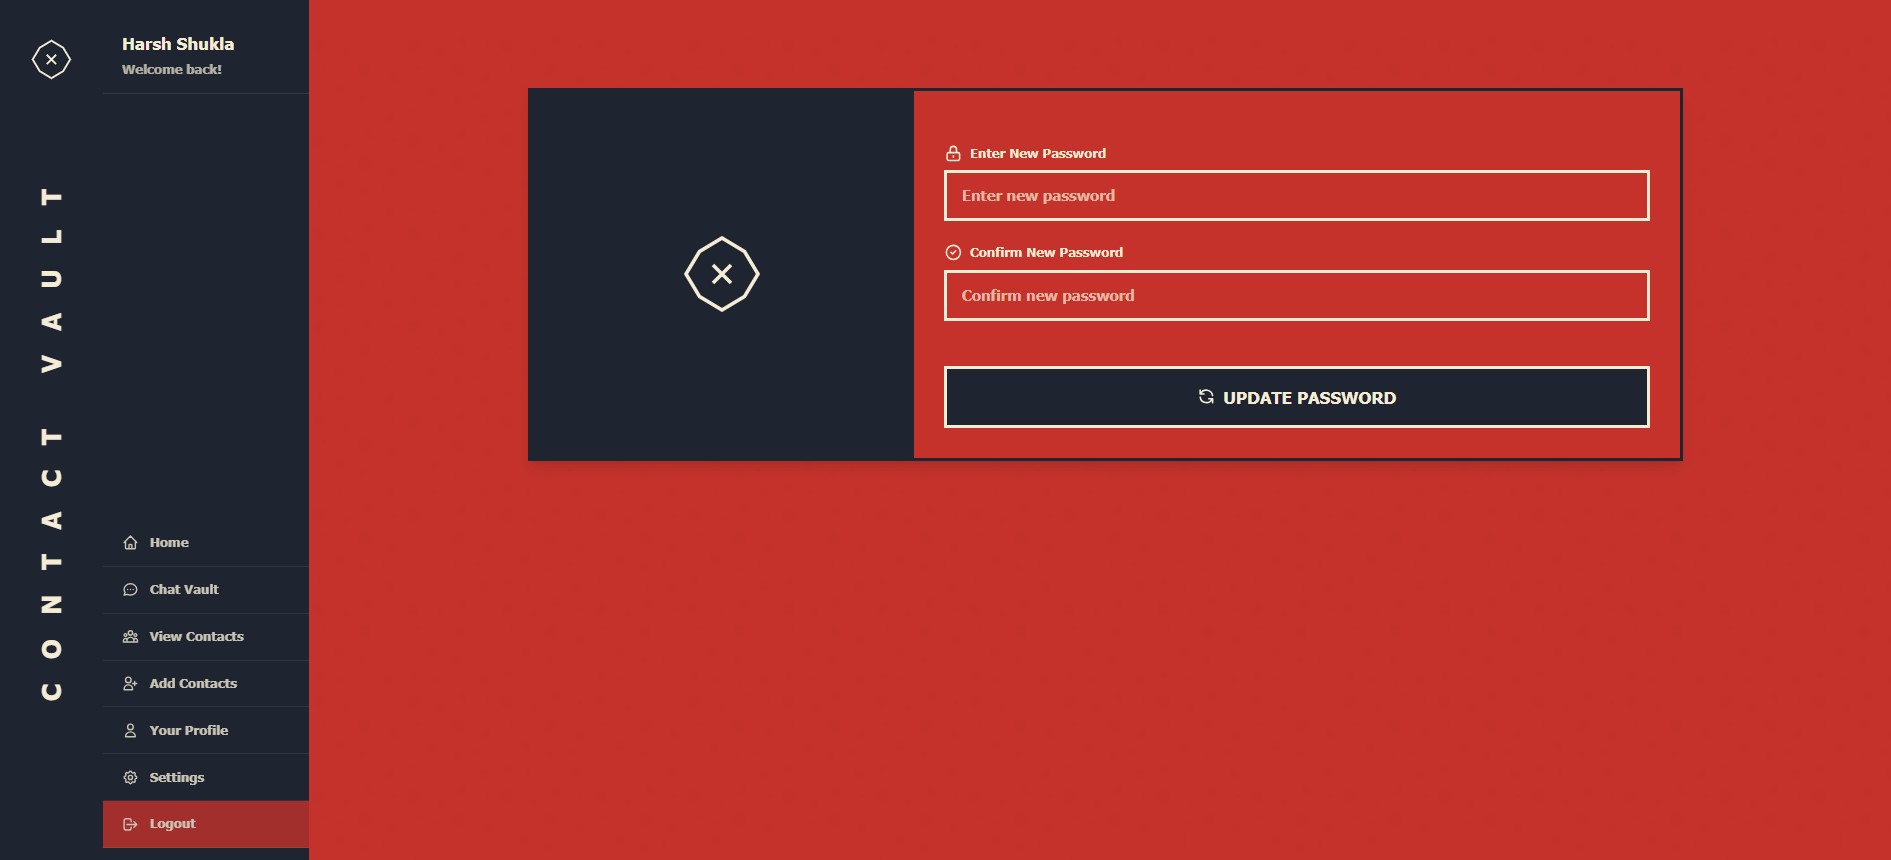 CONTACT VAULT
Harsh Shukla
Welcome back!
Home
Chat Vault
View Contacts
Add Contacts
Your Profile
Settings
Logout
Enter New Password
Enter new password
Confirm New Password
Confirm new password
UPDATE PASSWORD